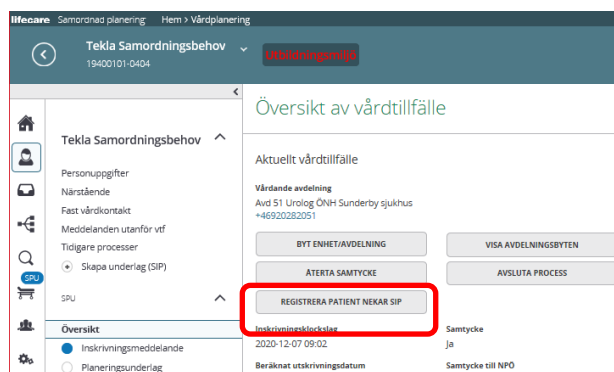 lifecare Samordnad planering Hem > Vårdplanering
Tekla Samordningsbehov
19400101-0404
Utbildningsmiljö
Översikt av vårdtillfälle
Tekla Samordningsbehov
Personuppgifter
Närstående
Fast vårdkontakt
Meddelanden utanför vtf
Tidigare processer
Skapa underlag (SIP)
SPU
SPU
Översikt
Inskrivningsmeddelande
Planeringsunderlag
Aktuellt vårdtillfälle
Vårdande avdelning
Avd 51 Urolog ÖNH Sunderby sjukhus
+46920282051
BYT ENHET/AVDELNING VISA AVDELNINGSBYTEN
ÅTERTA SAMTYCKE AVSLUTA PROCESS
REGISTRERA PATIENT NEKAR SIP
Inskrivningsklockslag Samtycke
2020-12-07 09:02 Ja
Beräknat utskrivningsdatum Samtycke till NPÖ